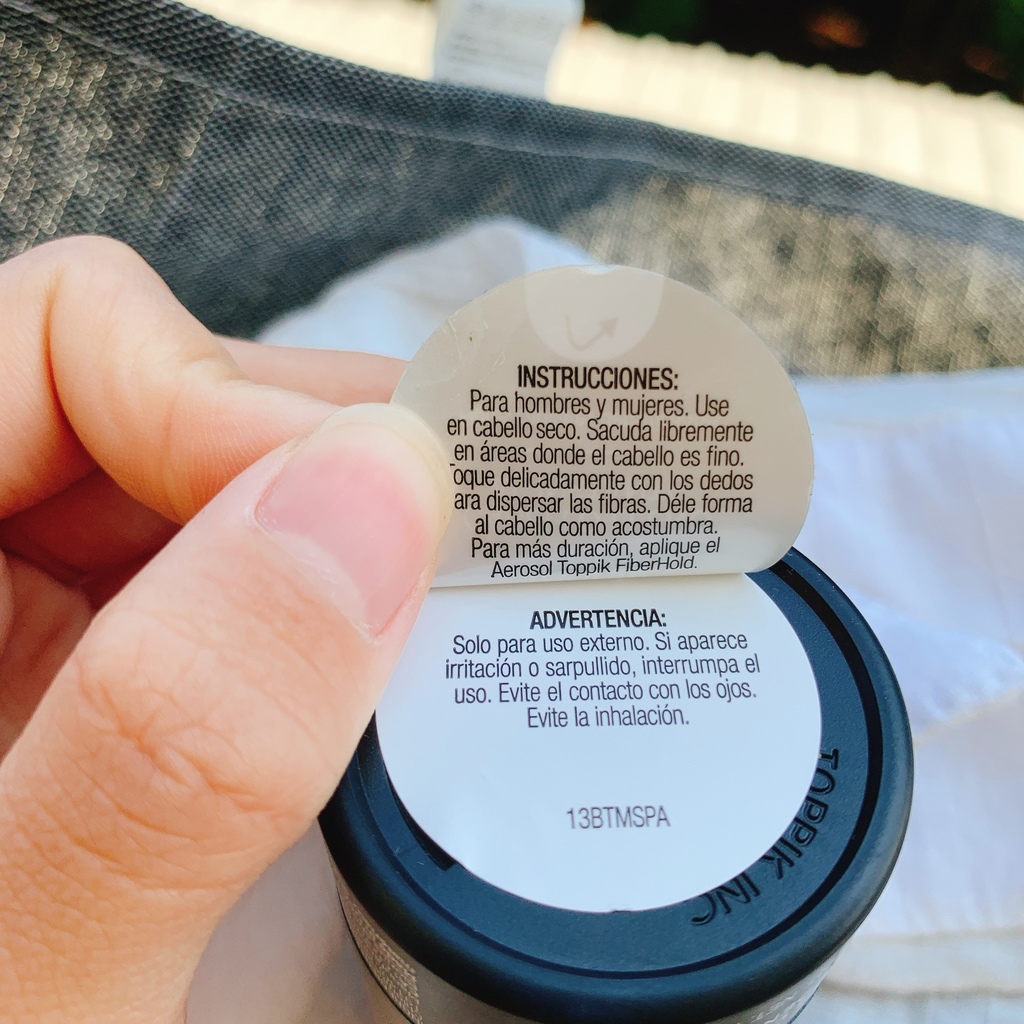 INSTRUCCIONES:
Para hombres y mujeres. Use
en cabello seco. Sacuda libremente
en áreas donde el cabello es fino.
oque delicadamente con los dedos
ara dispersar las fibras. Déle forma
al cabello como acostumbra.
Para más duración, aplique el
Aerosol Toppik FiberHold.
ADVERTENCIA:
Solo para uso externo. Si aparece
irritación o sarpullido, interrumpa el
uso. Evite el contacto con los ojos.
Evite la inhalación.
13BTMSPA
TOPPIK INC